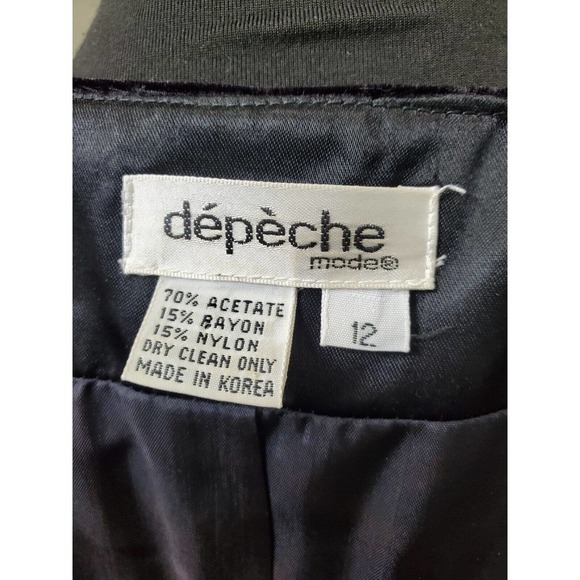 dépèche
mode®
70% ACETATE
15% RAYON
15% NYLON
DRY CLEAN ONLY
MADE IN KOREA
12